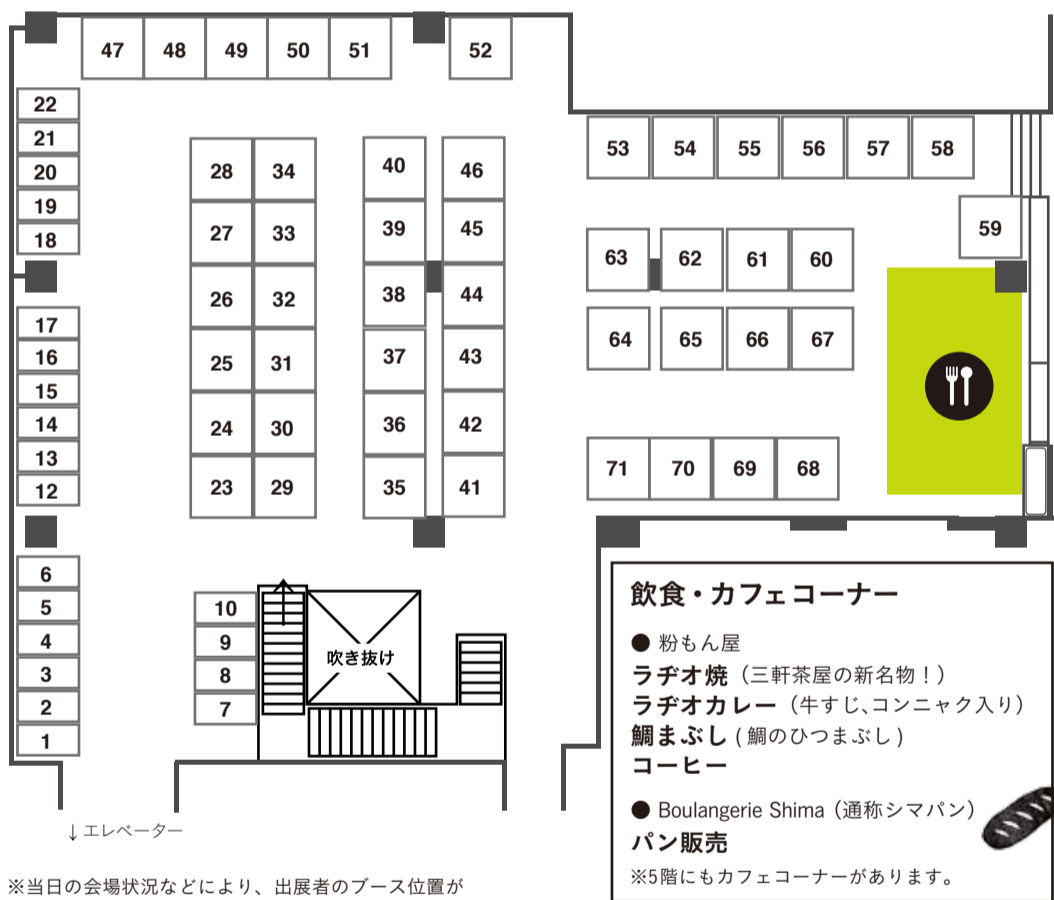 47 48 49 50 51 52
22
21
20
19
18
17
16
15
14
13
12
6
5
4
3
2
1
28 34
27 33
26 32
25 31
24 30
23 29
40 46
39 45
38 44
37 43
36 42
35 41
10
9
8
7
吹き抜け
53 54 55 56 57 58
59
63 62 61 60
64 65 66 67
71 70 69 68
↓エレベーター
※当日の会場状況などにより、出展者のブース位置が
飲食・カフェコーナー
● 粉もん屋
ラヂオ焼（三軒茶屋の新名物！）
ラヂオカレー（牛すじ、コンニャク入り）
鯛まぶし(鯛のひつまぶし)
コーヒー
● Boulangerie Shima（通称シマパン）
パン販売
※5階にもカフェコーナーがあります。